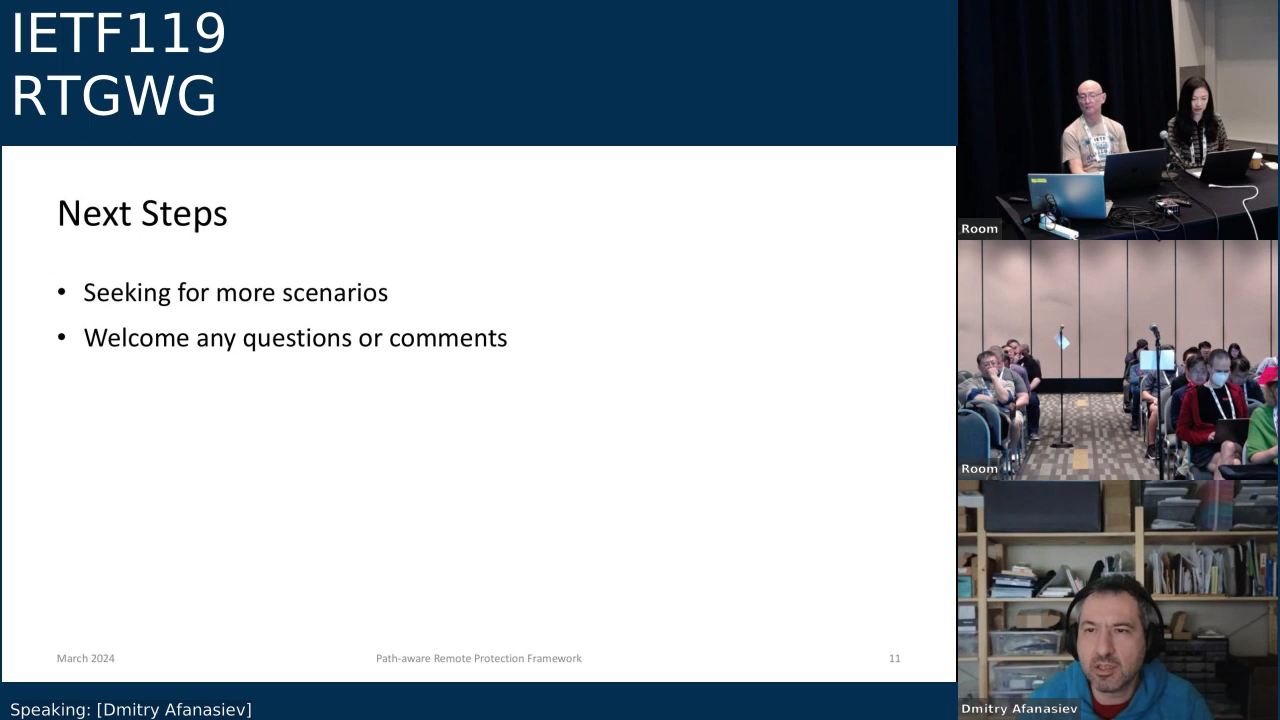 IETF119
RTGWG
Next Steps
• Seeking for more scenarios
• Welcome any questions or comments
March 2024
Path-aware Remote Protection Framework
11
Speaking: [Dmitry Afanasiev]
Room
Room
Dmitry Afanasiev